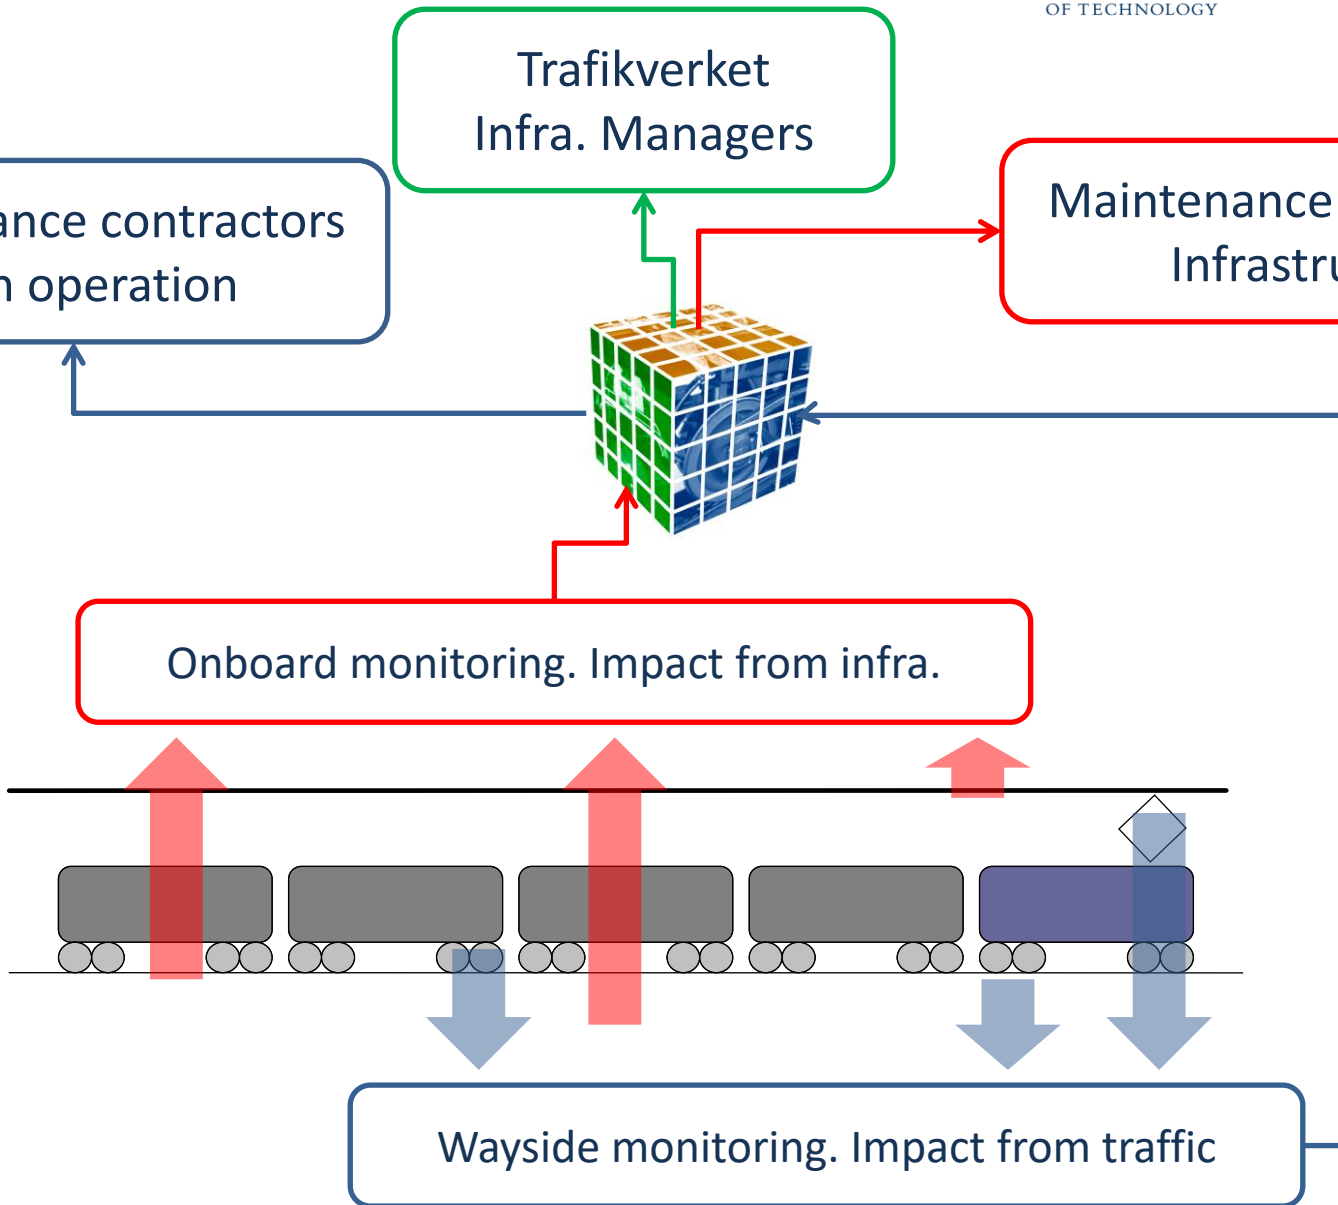 OF TECHNOLOGY
Trafikverket
Infra. Managers
ance contractors
operation
Maintenance
Infrastru
Onboard monitoring. Impact from infra.
Wayside monitoring. Impact from traffic